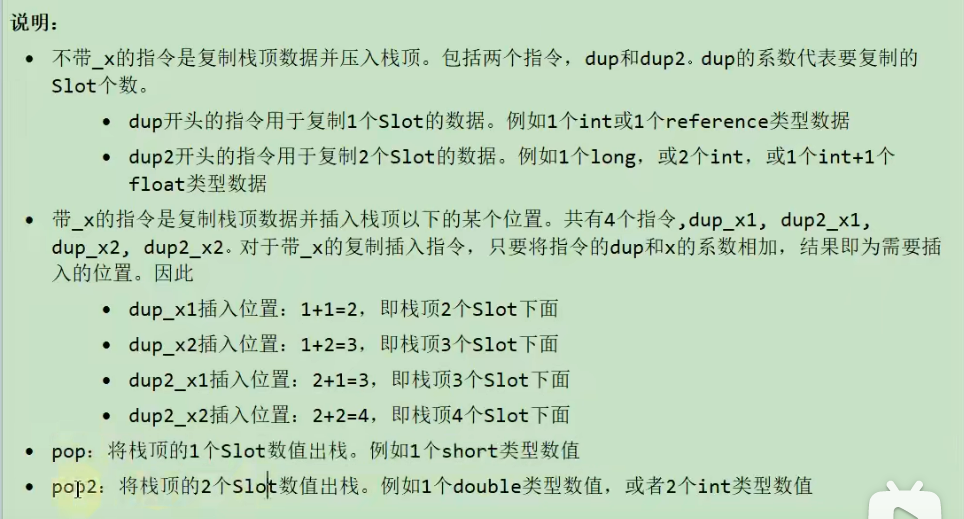 说明:
• 不带_x的指令是复制栈顶数据并压入栈顶。包括两个指令，dup和dup2。dup的系数代表要复制的
Slot个数。
• dup开头的指令用于复制1个Slot的数据。例如1个int或1个reference类型数据
• dup2开头的指令用于复制2个Slot的数据。例如1个long，或2个int，或1个int+1个
float类型数据
• 带_x的指令是复制栈顶数据并插入栈顶以下的某个位置。共有4个指令,dup_x1, dup2_x1,
dup_x2, dup2_x2。对于带_x的复制插入指令，只要将指令的dup和x的系数相加，结果即为需要插
入的位置。因此
• dup_x1插入位置：1+1=2，即栈顶2个Slot下面
• dup_x2插入位置：1+2=3，即栈顶3个Slot下面
• dup2_x1插入位置：2+1=3，即栈顶3个Slot下面
• dup2_x2插入位置：2+2=4，即栈顶4个Slot下面
• pop：将栈顶的1个Slot数值出栈。例如1个short类型数值
• pop2：将栈顶的2个Slot数值出栈。例如1个double类型数值，或者2个int类型数值